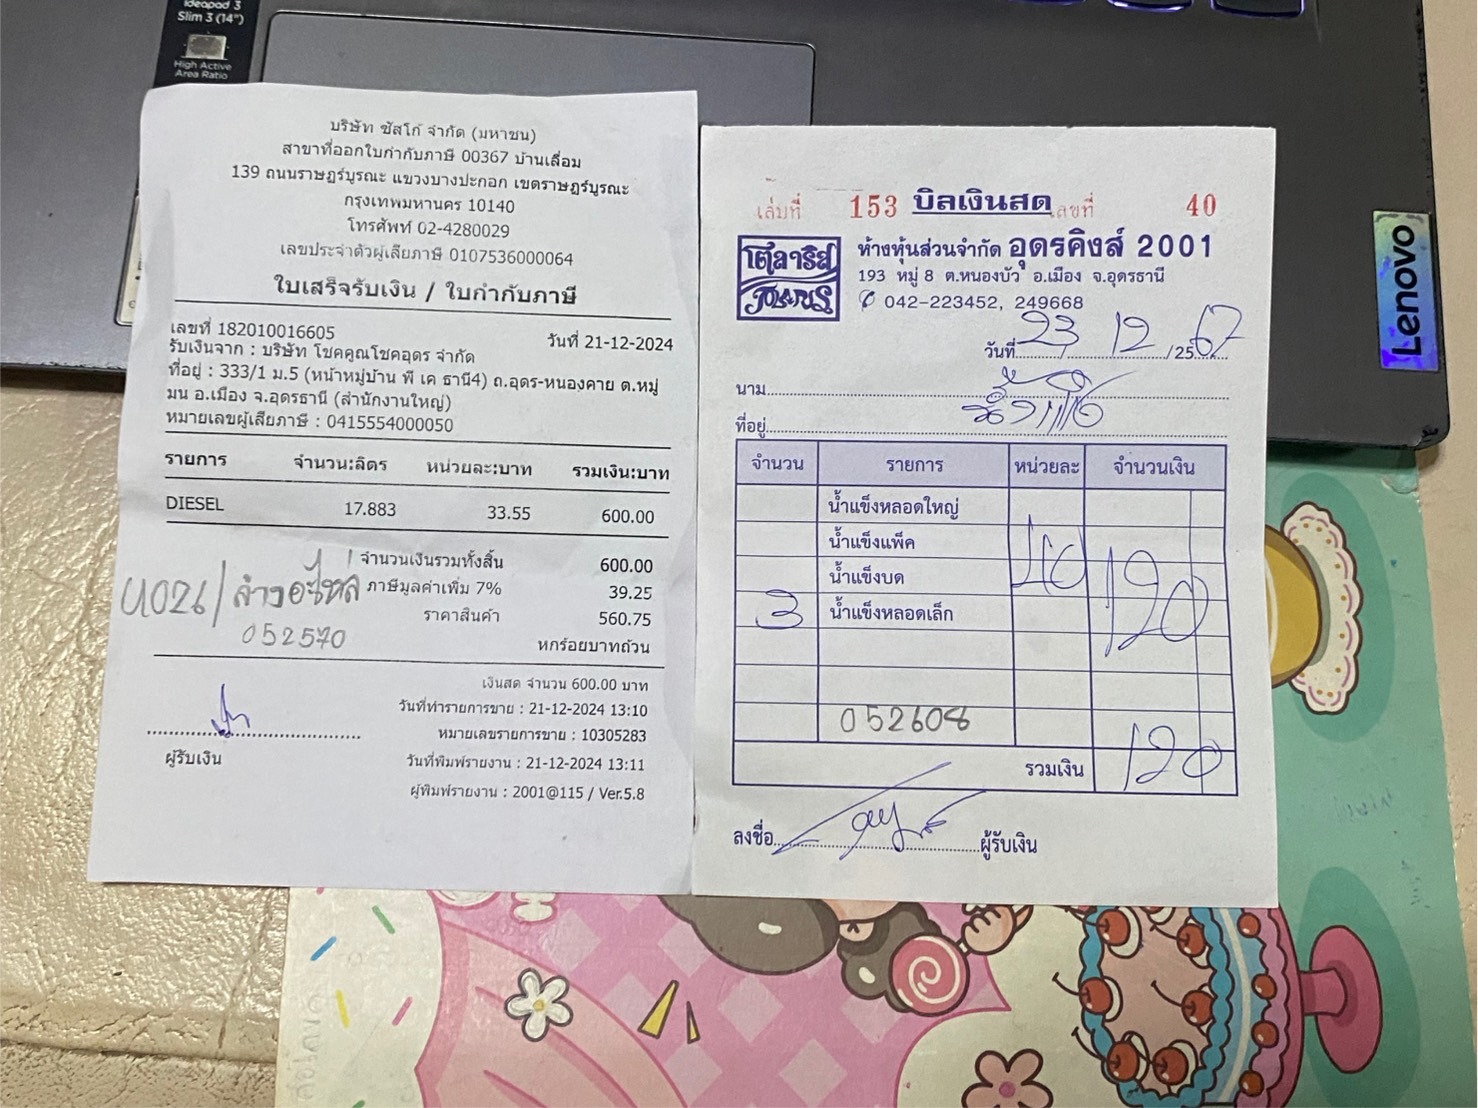 ideapad 3
Slim 3 (14")
High Active
Area Ratio
บริษัท ซัสโก้ จำกัด (มหาชน)
สาขาที่ออกใบกำกับภาษี 00367 บ้านเลื่อม
139 ถนนราษฎร์บูรณะ แขวงบางปะกอก เขตราษฎร์บูรณะ
กรุงเทพมหานคร 10140
โทรศัพท์ 02-4280029
เลขประจำตัวผู้เสียภาษี 0107536000064
ใบเสร็จรับเงิน / ใบกำกับภาษี
เลขที่ 182010016605 วันที่ 21-12-2024
รับเงินจาก : บริษัท โชคคูณโชคอุดร จำกัด
ที่อยู่ : 333/1 ม.5 (หน้าหมู่บ้าน พี เค ธานี4) ถ.อุดร-หนองคาย ต.หมู
มน อ.เมือง จ.อุดรธานี (สำนักงานใหญ่)
หมายเลขผู้เสียภาษี : 0415554000050
รายการ จำนวน:ลิตร หน่วยละ:บาท รวมเงิน:บาท
DIESEL 17.883 33.55 600.00
จำนวนเงินรวมทั้งสิ้น 600.00
ภาษีมูลค่าเพิ่ม 7% 39.25
ราคาสินค้า 560.75
หกร้อยบาทถ้วน
ล้างอะไหล่
052570
เงินสด จำนวน 600.00 บาท
วันที่ทำรายการขาย : 21-12-2024 13:10
หมายเลขรายการขาย : 10305283
วันที่พิมพ์รายงาน : 21-12-2024 13:11
ผู้พิมพ์รายงาน : 2001@115 / Ver.5.8
ผู้รับเงิน
เล่มที่ 153 บิลเงินสด เลขที่ 40
โตลาริส
POLARIS
ห้างหุ้นส่วนจำกัด อุดรคิงส์ 2001
193 หมู่ 8 ต.หนองบัว อ.เมือง จ.อุดรธานี
042-223452, 249668
วันที่ 23 12 /2567
นาม
ที่อยู่
จำนวน รายการ หน่วยละ จำนวนเงิน
น้ำแข็งหลอดใหญ่
น้ำแข็งแพ็ค
น้ำแข็งบด 40 120
3 น้ำแข็งหลอดเล็ก
052608
รวมเงิน 120
ลงชื่อ ผู้รับเงิน
Lenovo